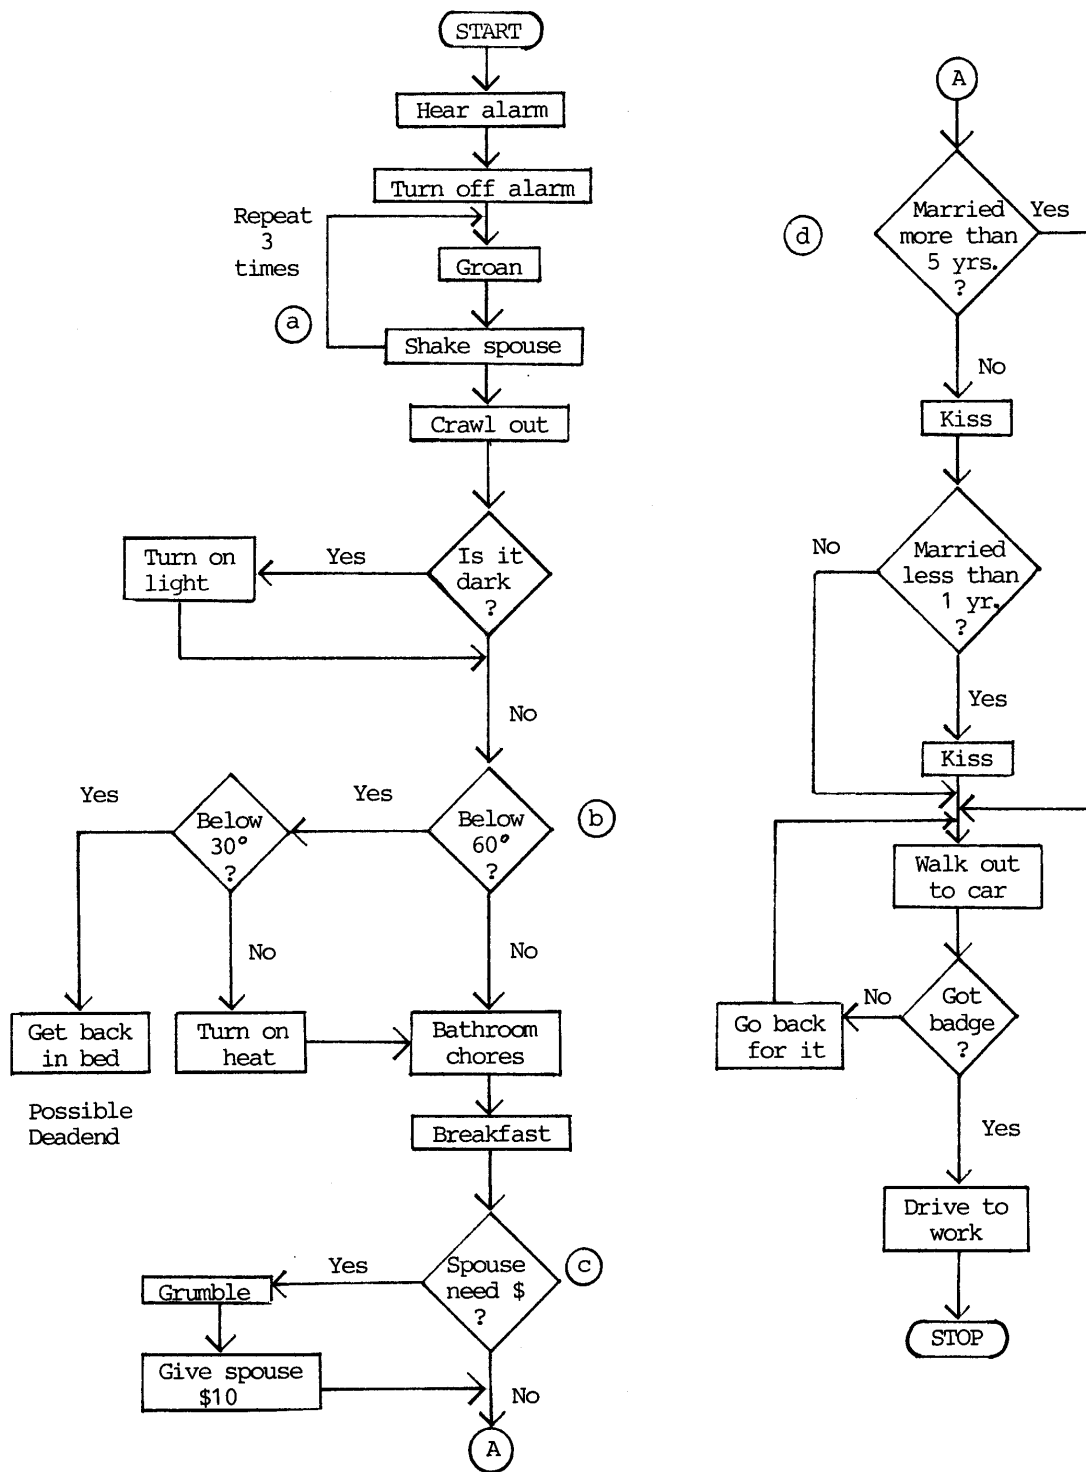 START
Hear alarm
Turn off alarm
Repeat
3
times
Groan
a
Shake spouse
Crawl out
Is it
dark
?
Yes
Turn on
light
No
Below
60°
?
b
Yes
Below
30°
?
Yes
No
No
Get back
in bed
Turn on
heat
Bathroom
chores
Possible
Deadend
Breakfast
Spouse
need $
?
c
Yes
Grumble
Give spouse
$10
No
A
A
d
Married
more than
5 yrs.
?
Yes
No
Kiss
Married
less than
1 yr.
?
No
Yes
Kiss
Walk out
to car
Got
badge
?
No
Go back
for it
Yes
Drive to
work
STOP